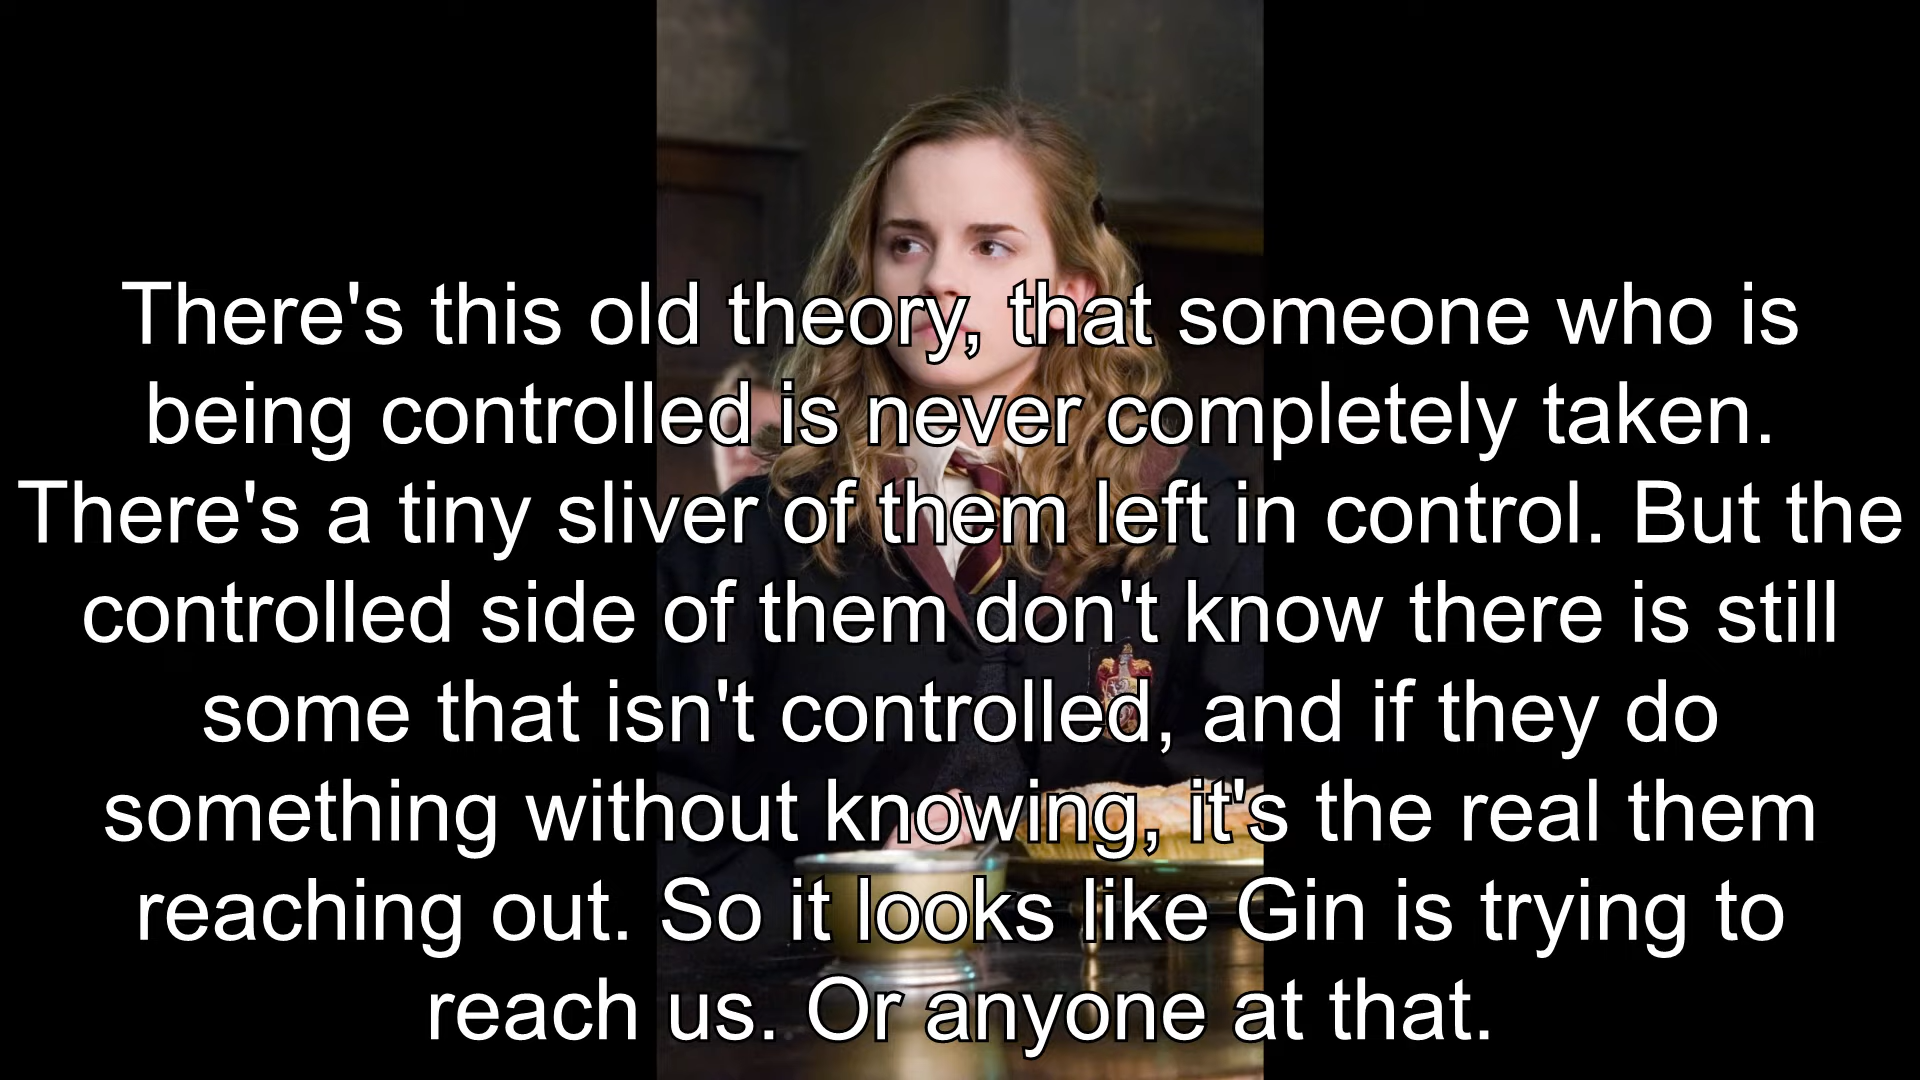 There's this old theory, that someone who is
being controlled is never completely taken.
There's a tiny sliver of them left in control. But the
controlled side of them don't know there is still
some that isn't controlled, and if they do
something without knowing, it's the real them
reaching out. So it looks like Gin is trying to
reach us. Or anyone at that.